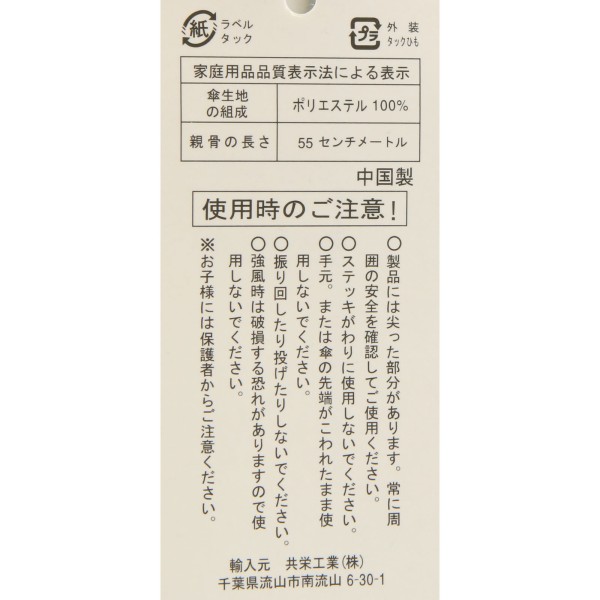 紙
ラベル
タック
プラ
外装
タックひも
家庭用品品質表示法による表示
傘生地
の組成
ポリエステル 100%
親骨の長さ
55 センチメートル
中国製
使用時のご注意!
○製品には尖った部分があります。常に周
囲の安全を確認してご使用ください。
○ステッキがわりに使用しないでください。
○手元。または傘の先端がこわれたまま使
用しないでください。
○振り回したり投げたりしないでください。
○強風時は破損する恐れがありますので使
用しないでください。
※お子様には保護者からご注意ください。
輸入元 共栄工業(株)
千葉県流山市南流山 6-30-1